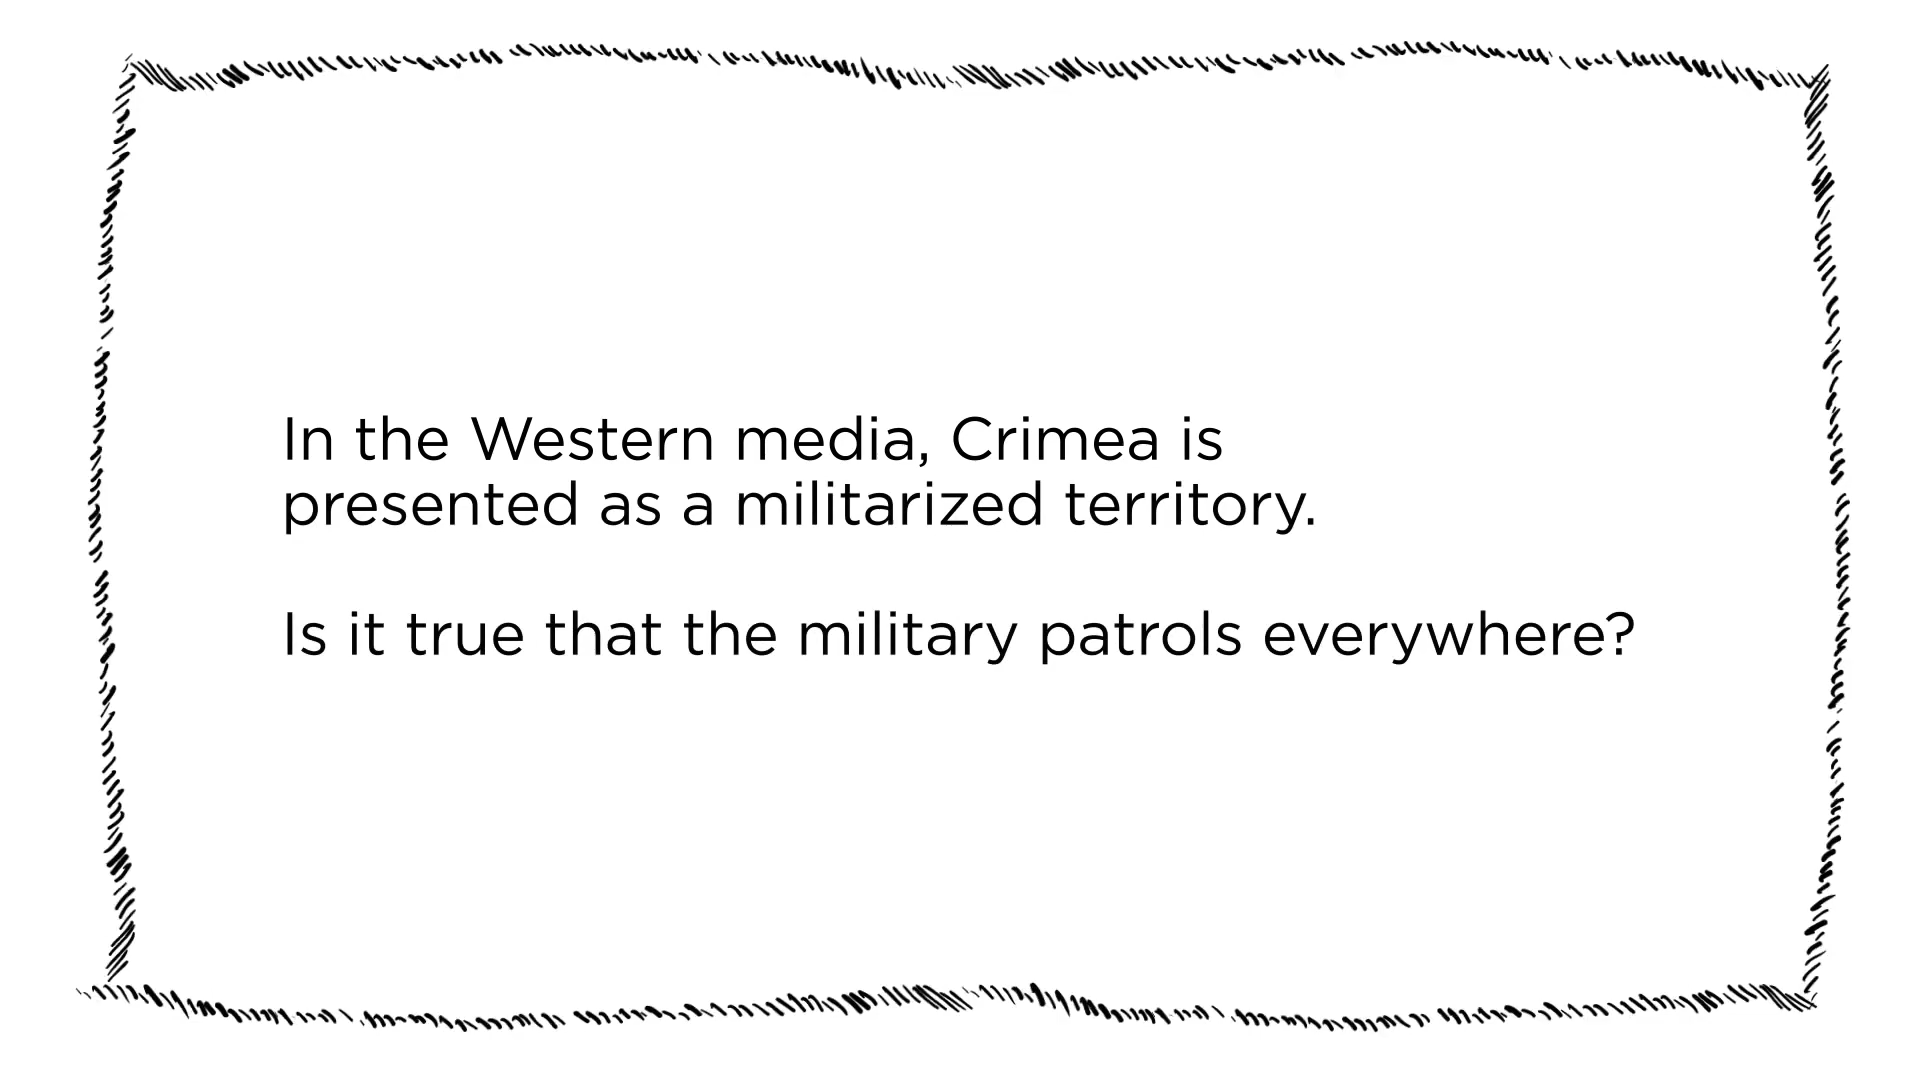 In the Western media, Crimea is
presented as a militarized territory.
Is it true that the military patrols everywhere?